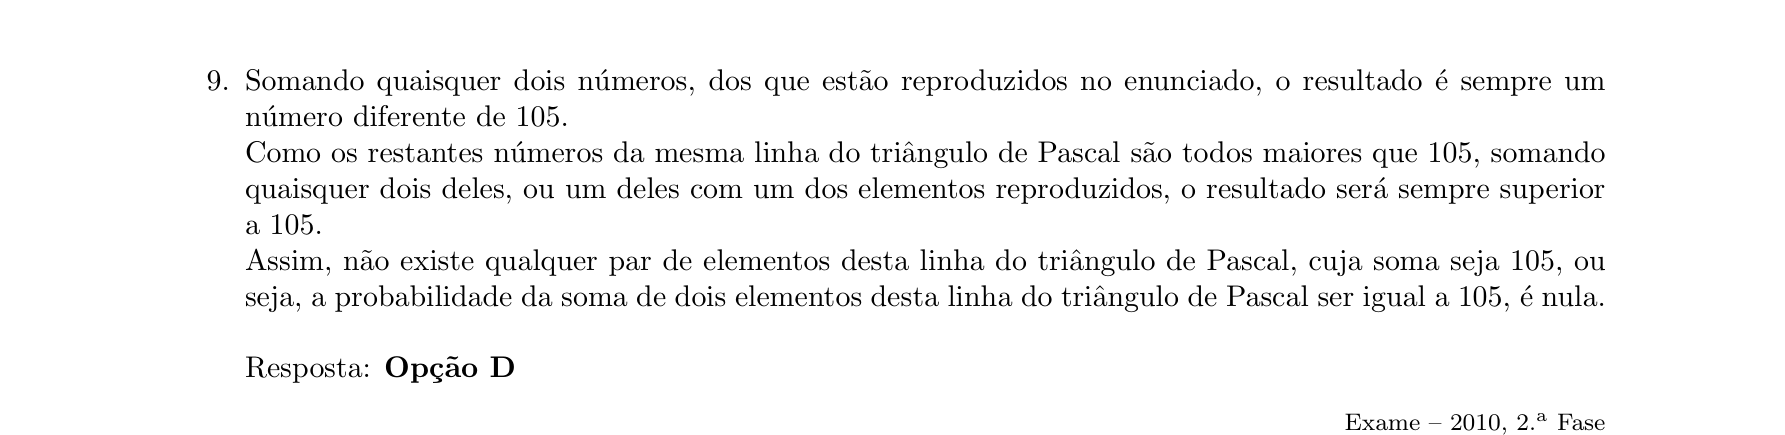 9. Somando quaisquer dois números, dos que estão reproduzidos no enunciado, o resultado é sempre um
número diferente de 105.
Como os restantes números da mesma linha do triângulo de Pascal são todos maiores que 105, somando
quaisquer dois deles, ou um deles com um dos elementos reproduzidos, o resultado será sempre superior
a 105.
Assim, não existe qualquer par de elementos desta linha do triângulo de Pascal, cuja soma seja 105, ou
seja, a probabilidade da soma de dois elementos desta linha do triângulo de Pascal ser igual a 105, é nula.
Resposta: Opção D
Exame – 2010, 2.ª Fase